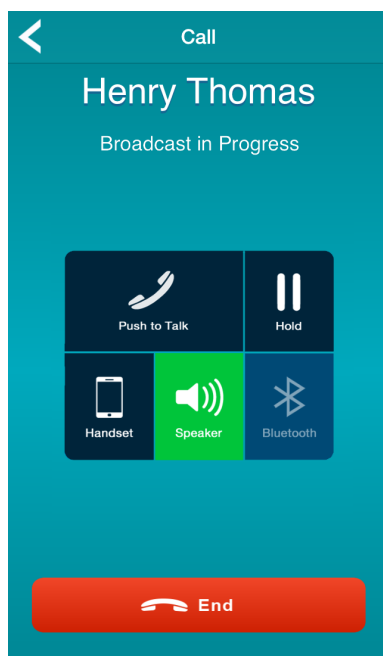 Call
Henry Thomas
Broadcast in Progress
Push to Talk
Hold
Handset
Speaker
Bluetooth
End